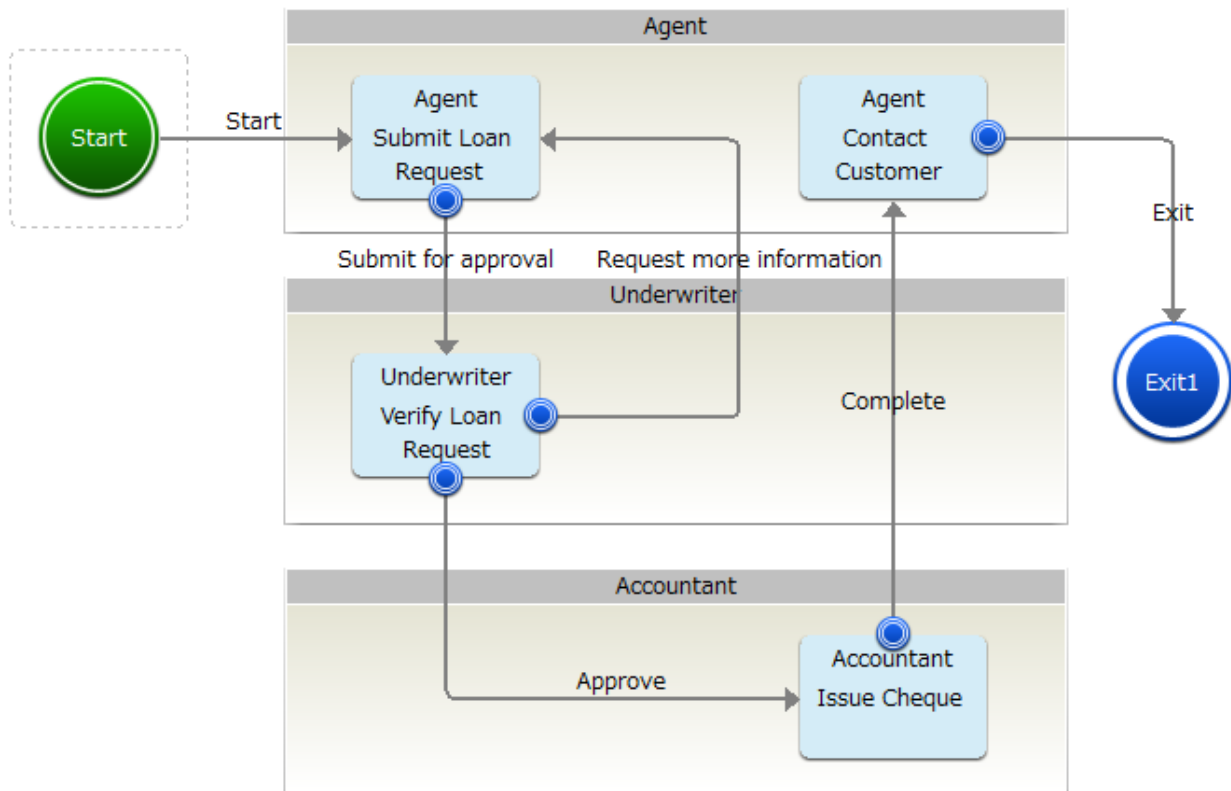 Agent
Start
Start
Agent
Submit Loan
Request
Agent
Contact
Customer
Exit
Submit for approval
Request more information
Underwriter
Underwriter
Verify Loan
Request
Complete
Exit1
Accountant
Approve
Accountant
Issue Cheque